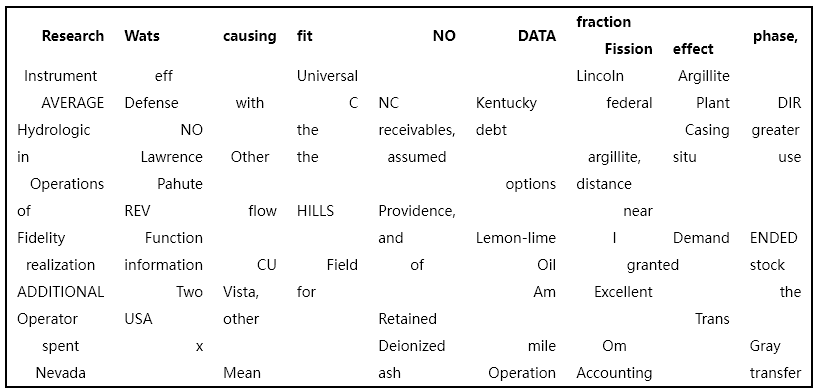 fraction
Research Wats causing fit NO DATA phase,
Fission effect
Instrument eff Universal Lincoln Argillite
AVERAGE Defense with C NC Kentucky federal Plant DIR
Hydrologic NO the receivables, debt Casing greater
in Lawrence Other the assumed argillite, situ use
Operations Pahute options distance
of REV flow HILLS Providence, near
Fidelity Function and Lemon-lime I Demand ENDED
realization information CU Field of Oil granted stock
ADDITIONAL Two Vista, for Am Excellent the
Operator USA other Retained Trans
spent x Deionized mile Om Gray
Nevada Mean ash Operation Accounting transfer